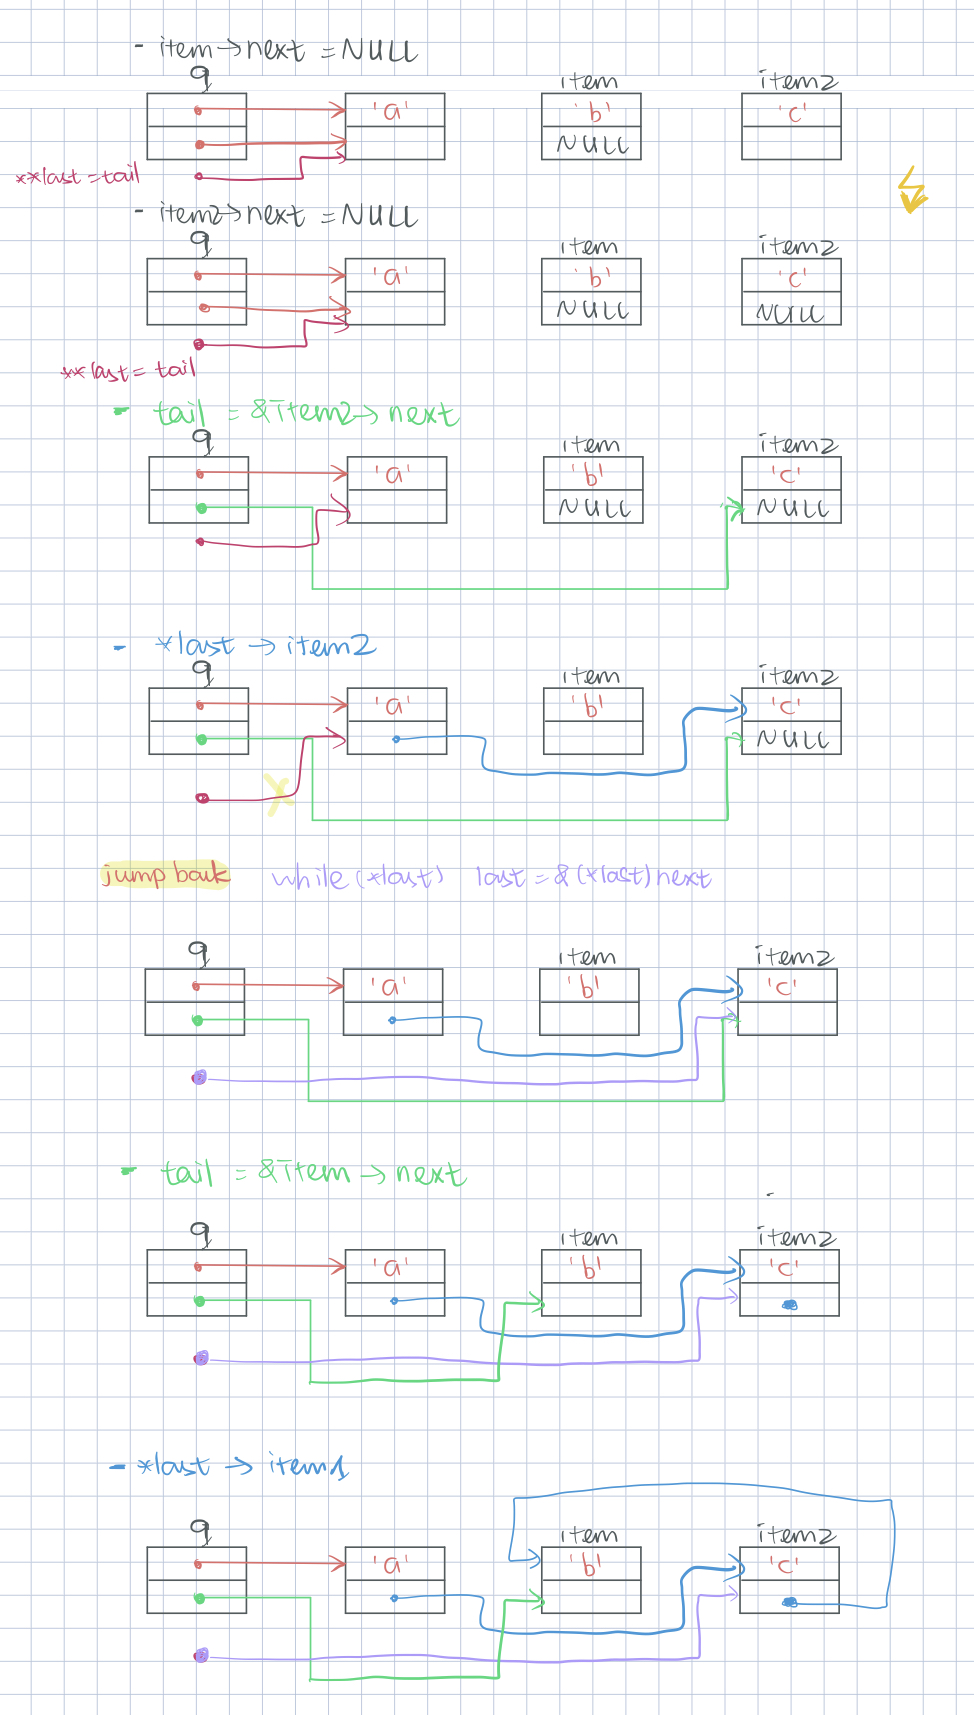 - item→next = NULL
q item item2
'a' 'b' 'c'
NULL
**last = tail
- item2→next = NULL
q item item2
'a' 'b' 'c'
NULL NULL
**last = tail
- tail = &item2→next
q item item2
'a' 'b' 'c'
NULL NULL
- *last → item2
q item item2
'a' 'b' 'c'
NULL
jump back while(*last) last = &(*last)next
q item item2
'a' 'b' 'c'
- tail = &item→next
q item item2
'a' 'b' 'c'
- *last → item1
q item item2
'a' 'b' 'c'